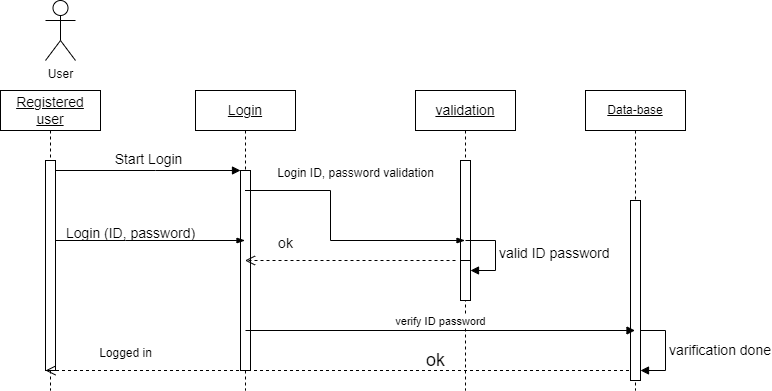 User
Registered
user
Login
validation
Data-base
Start Login
Login ID, password validation
Login (ID, password)
ok
valid ID password
verify ID password
varification done
Logged in
ok